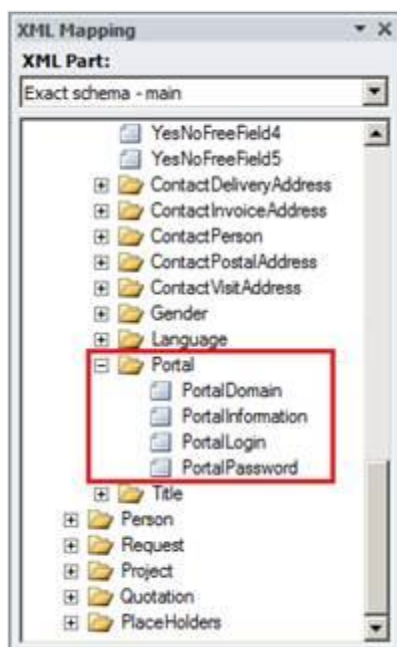 XML Mapping
XML Part:
Exact schema - main
YesNoFreeField4
YesNoFreeField5
ContactDeliveryAddress
ContactInvoiceAddress
ContactPerson
ContactPostalAddress
ContactVisitAddress
Gender
Language
Portal
PortalDomain
PortalInformation
PortalLogin
PortalPassword
Title
Person
Request
Project
Quotation
PlaceHolders